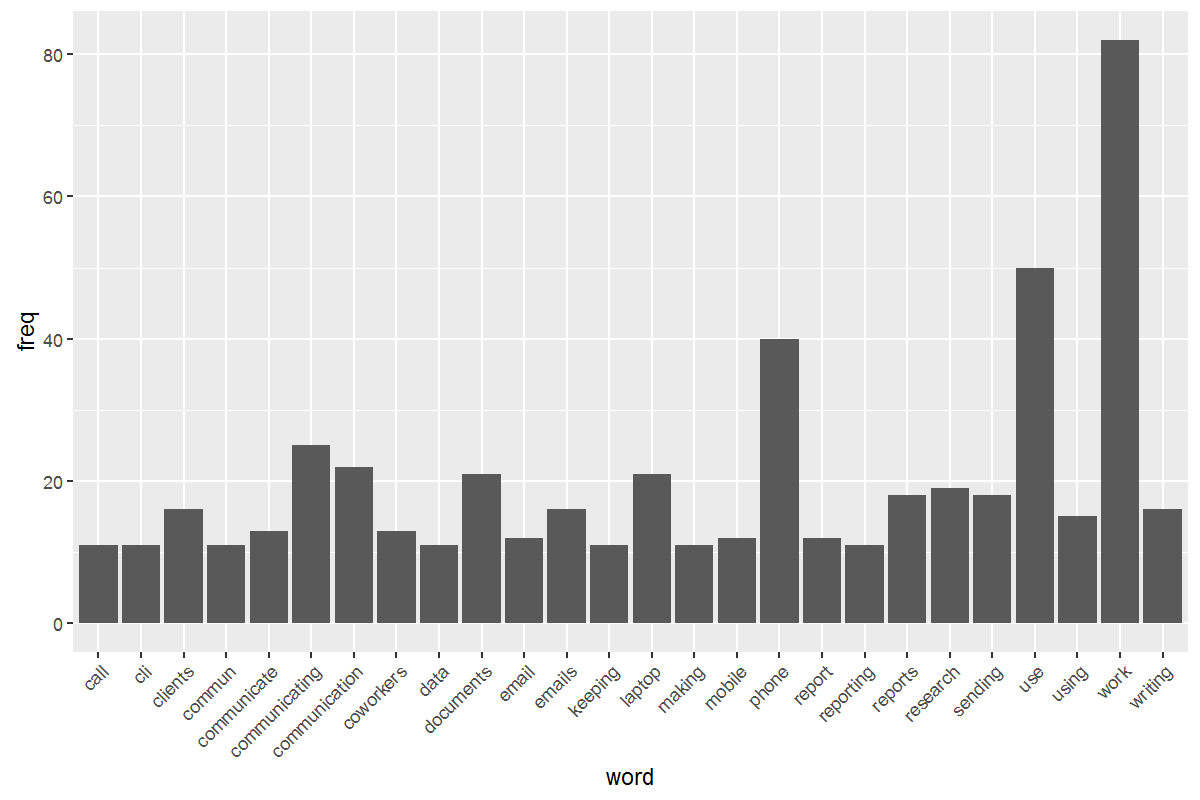 freq
80
60
40
20
0
call
cli
clients
commun
communicate
communicating
communication
coworkers
data
documents
email
emails
keeping
laptop
making
mobile
phone
report
reporting
reports
research
sending
use
using
work
writing
word